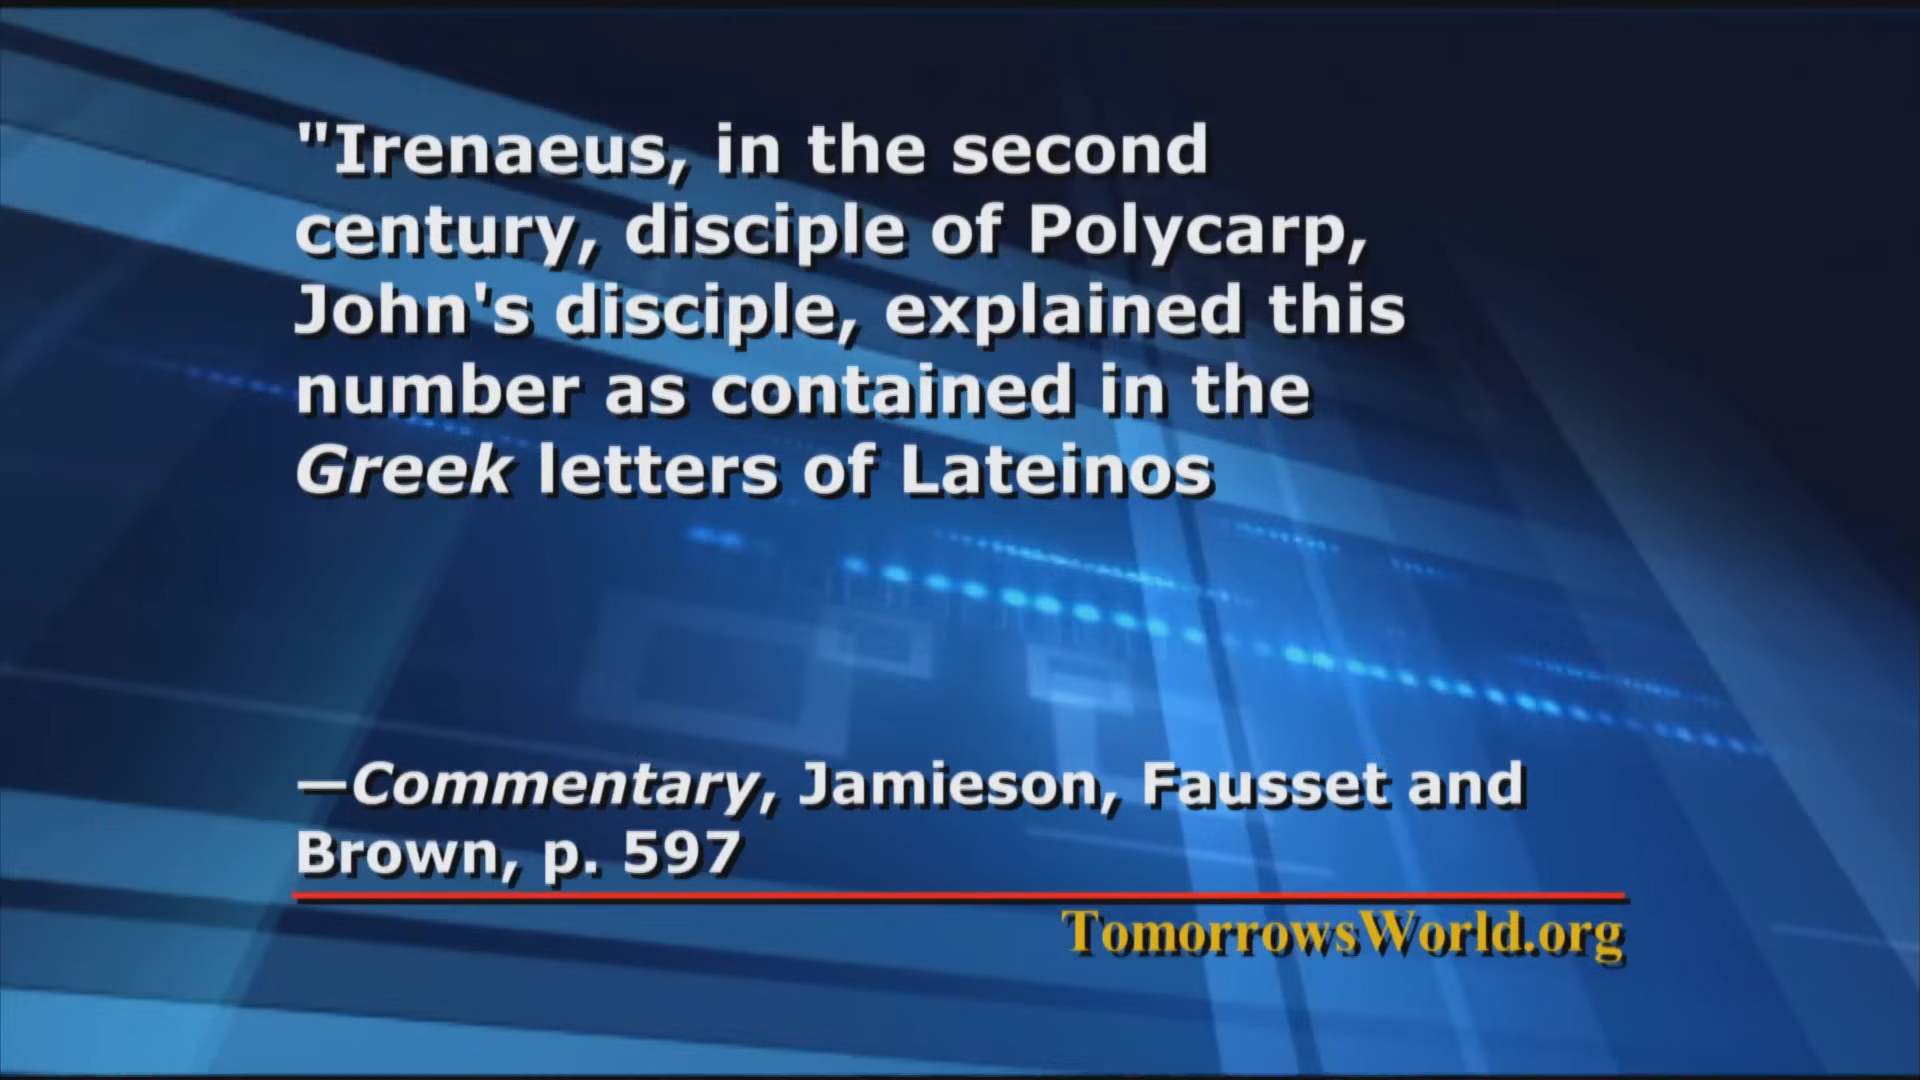 "Irenaeus, in the second
century, disciple of Polycarp,
John's disciple, explained this
number as contained in the
Greek letters of Lateinos
—Commentary, Jamieson, Fausset and
Brown, p. 597
TomorrowsWorld.org